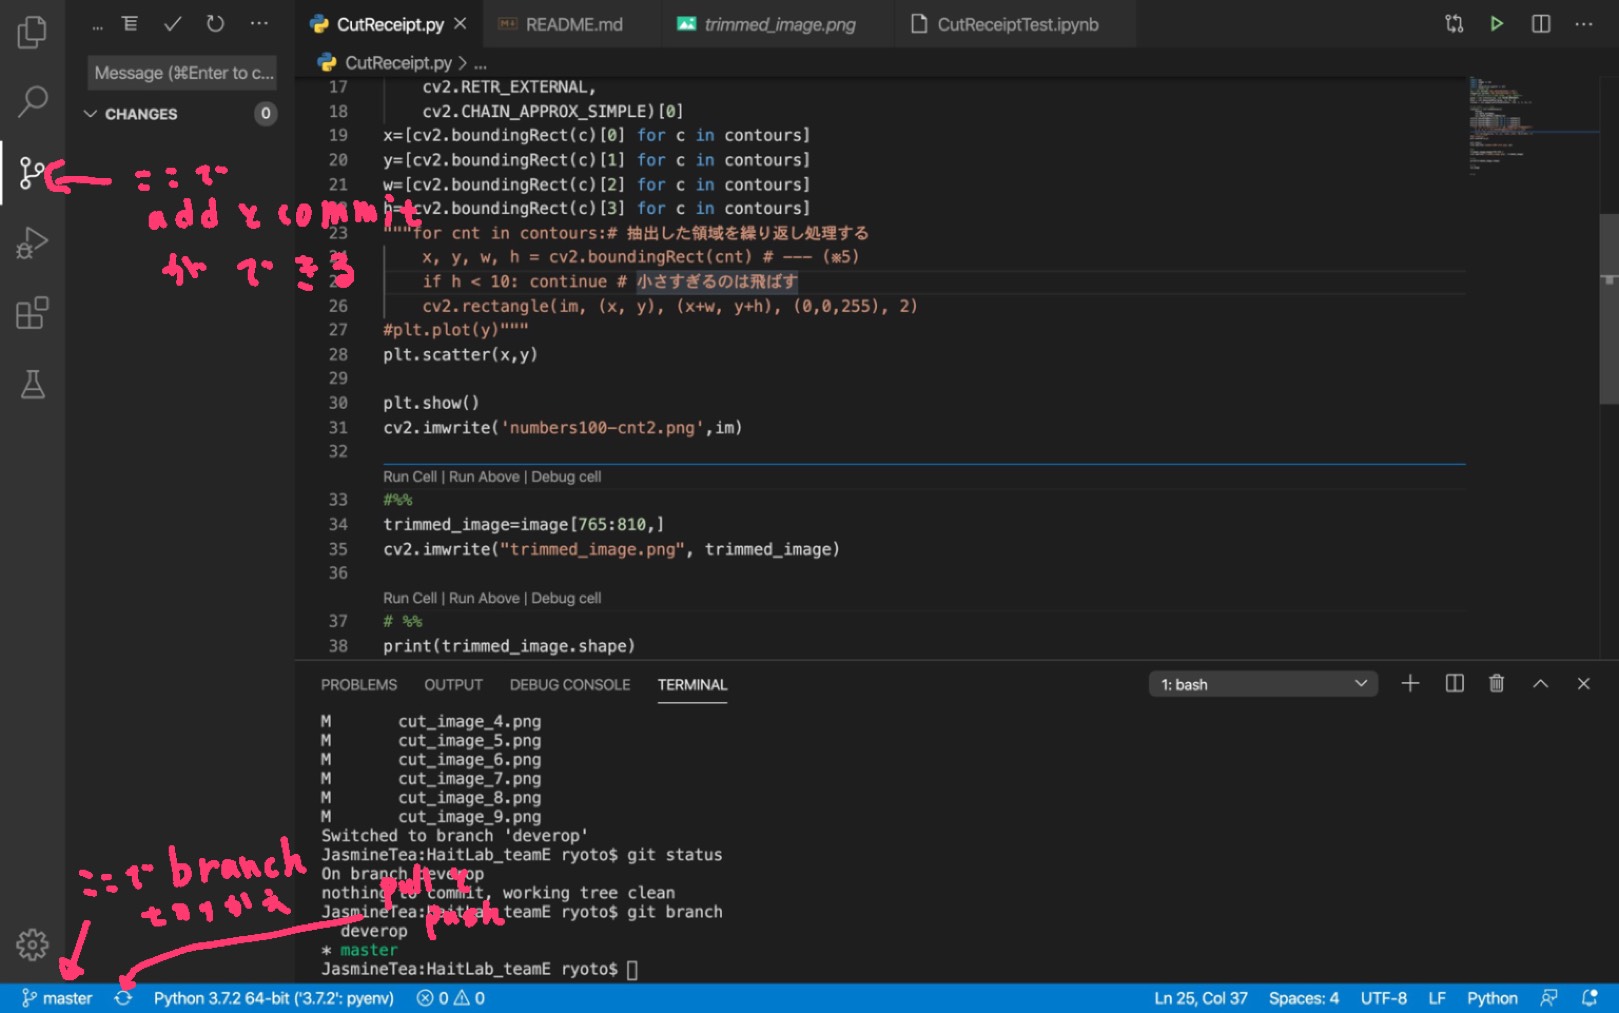 ... ✓ ...
CutReceipt.py
README.md
trimmed_image.png
CutReceiptTest.ipynb
Message (⌘Enter to c...
CHANGES 0
CutReceipt.py > ...
17 cv2.RETR_EXTERNAL,
18 cv2.CHAIN_APPROX_SIMPLE)[0]
19 x=[cv2.boundingRect(c)[0] for c in contours]
20 y=[cv2.boundingRect(c)[1] for c in contours]
21 w=[cv2.boundingRect(c)[2] for c in contours]
h=[cv2.boundingRect(c)[3] for c in contours]
23 """for cnt in contours:# 抽出した領域を繰り返し処理する
x, y, w, h = cv2.boundingRect(cnt) # --- (※5)
if h < 10: continue # 小さすぎるのは飛ばす
26 cv2.rectangle(im, (x, y), (x+w, y+h), (0,0,255), 2)
27 #plt.plot(y)"""
28 plt.scatter(x,y)
29
30 plt.show()
31 cv2.imwrite('numbers100-cnt2.png',im)
32
Run Cell | Run Above | Debug cell
33 #%%
34 trimmed_image=image[765:810,]
35 cv2.imwrite("trimmed_image.png", trimmed_image)
36
Run Cell | Run Above | Debug cell
37 # %%
38 print(trimmed_image.shape)
ここで
add と commit
ができる
PROBLEMS OUTPUT DEBUG CONSOLE TERMINAL 1: bash
M cut_image_4.png
M cut_image_5.png
M cut_image_6.png
M cut_image_7.png
M cut_image_8.png
M cut_image_9.png
Switched to branch 'deverop'
JasmineTea:HaitLab_teamE ryoto$ git status
On branch deverop
nothing to commit, working tree clean
JasmineTea:HaitLab_teamE ryoto$ git branch
deverop
* master
JasmineTea:HaitLab_teamE ryoto$
ここで branch
きりかえ
pull と
push
master Python 3.7.2 64-bit ('3.7.2': pyenv) 0 0 Ln 25, Col 37 Spaces: 4 UTF-8 LF Python